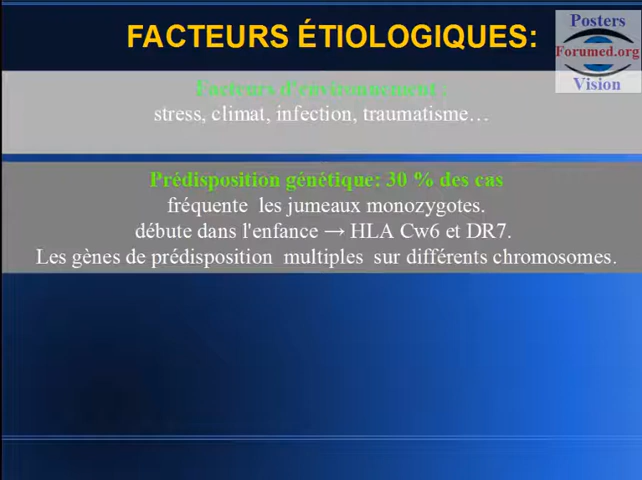 FACTEURS ÉTIOLOGIQUES:
Posters
Forumed.org
Vision
Facteurs d'environnement :
stress, climat, infection, traumatisme…
Prédisposition génétique: 30 % des cas
fréquente les jumeaux monozygotes.
débute dans l'enfance → HLA Cw6 et DR7.
Les gènes de prédisposition multiples sur différents chromosomes.